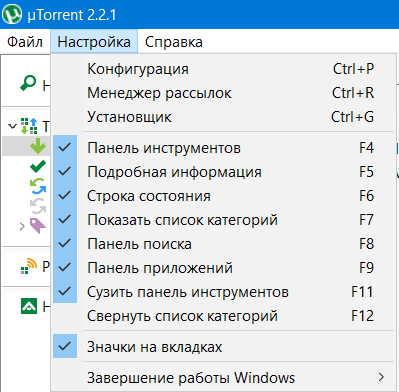 µTorrent 2.2.1
Файл Настройка Справка
Конфигурация Ctrl+P
Менеджер рассылок Ctrl+R
Установщик Ctrl+G
Панель инструментов F4
Подробная информация F5
Строка состояния F6
Показать список категорий F7
Панель поиска F8
Панель приложений F9
Сузить панель инструментов F11
Свернуть список категорий F12
Значки на вкладках
Завершение работы Windows